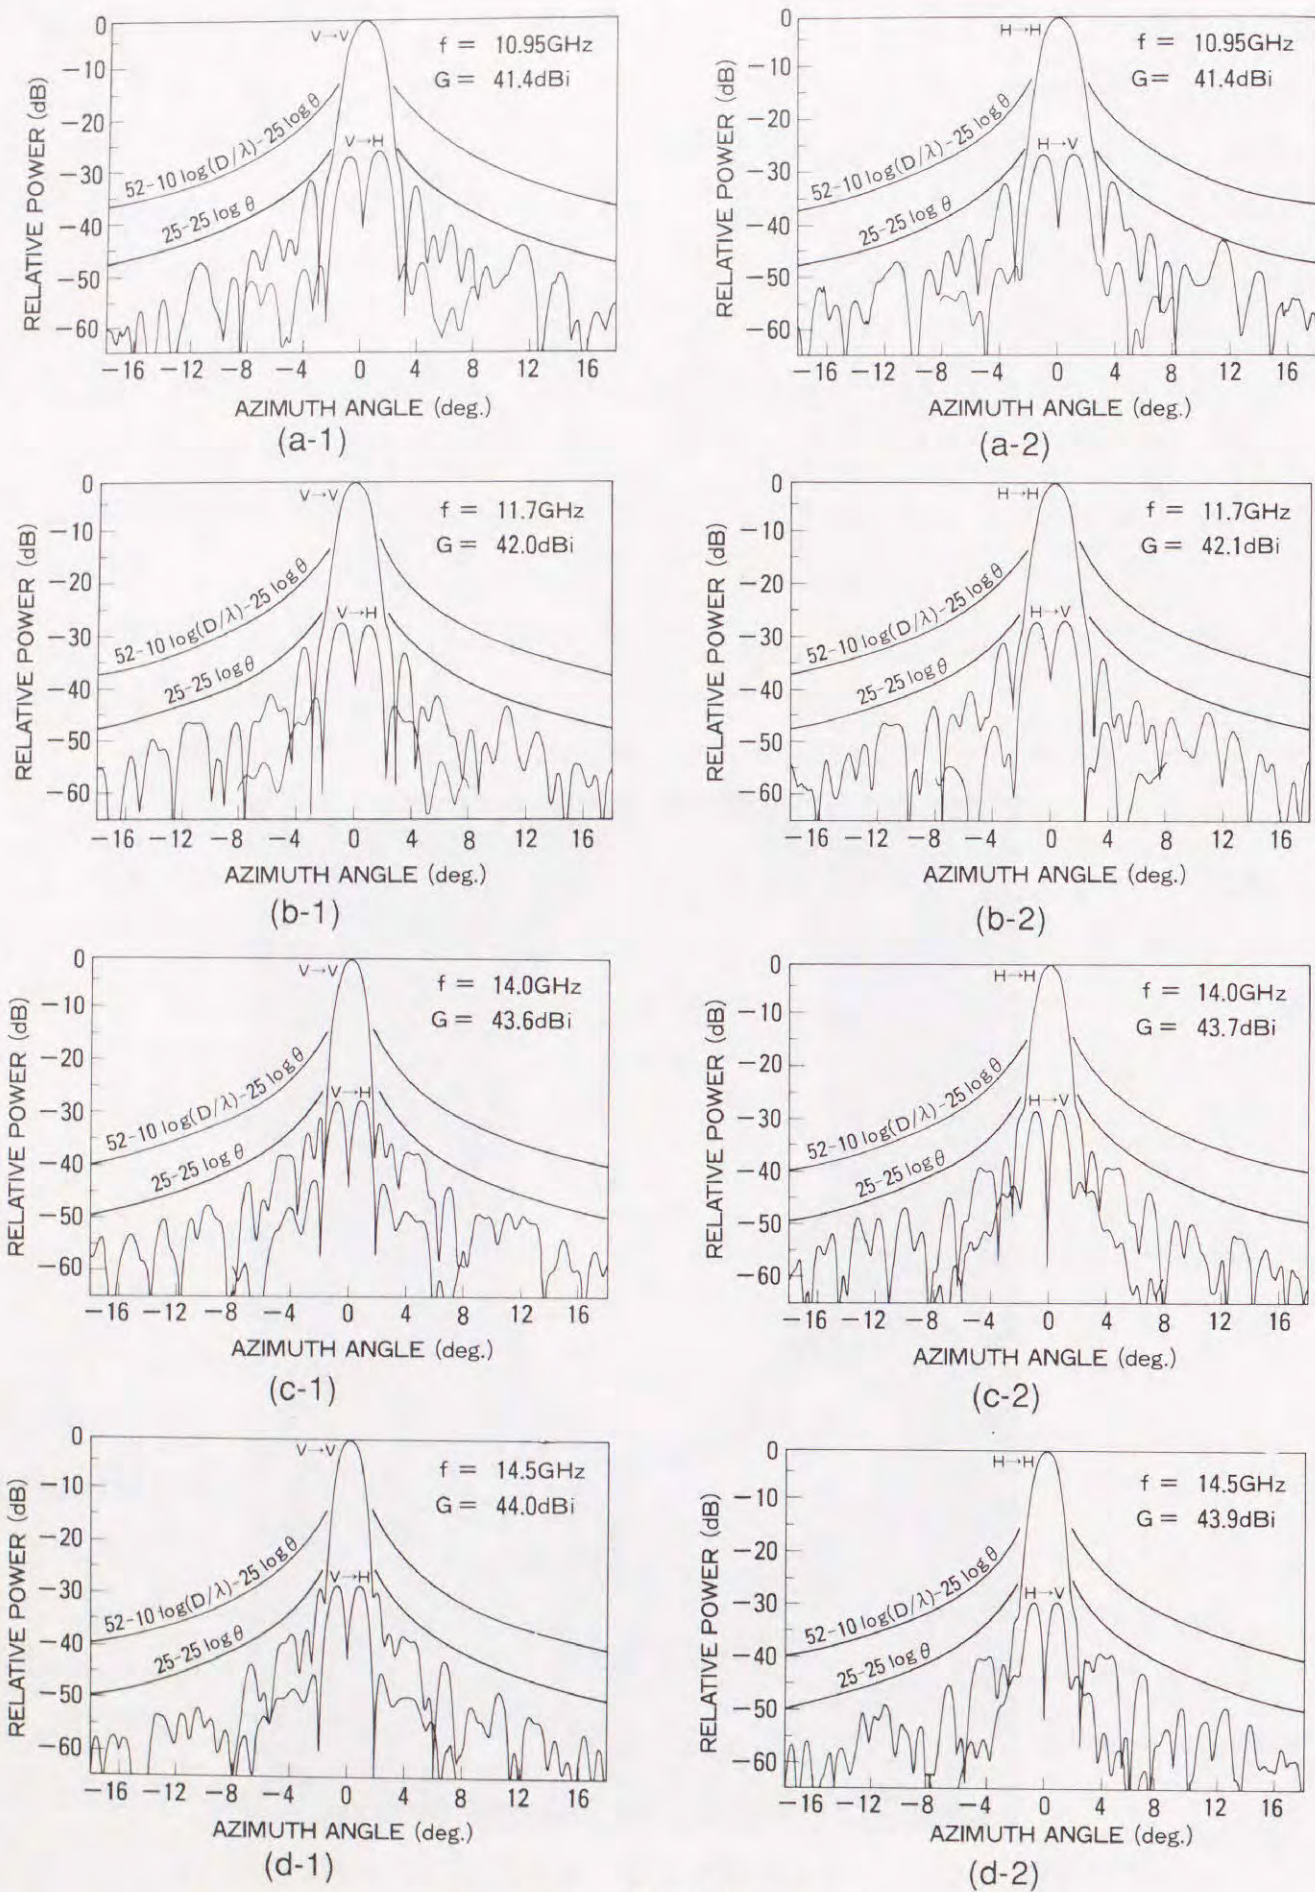 0
V→V
f = 10.95GHz
G = 41.4dBi
−10
−20
52-10 log(D/λ)-25 log θ
V→H
−30
25-25 log θ
−40
−50
−60
RELATIVE POWER (dB)
−16 −12 −8 −4 0 4 8 12 16
AZIMUTH ANGLE (deg.)
(a-1)
0
H→H
f = 10.95GHz
G = 41.4dBi
−10
−20
52-10 log(D/λ)-25 log θ
H→V
−30
25-25 log θ
−40
−50
−60
RELATIVE POWER (dB)
−16 −12 −8 −4 0 4 8 12 16
AZIMUTH ANGLE (deg.)
(a-2)
0
V→V
f = 11.7GHz
G = 42.0dBi
−10
−20
52-10 log(D/λ)-25 log θ
V→H
−30
25-25 log θ
−40
−50
−60
RELATIVE POWER (dB)
−16 −12 −8 −4 0 4 8 12 16
AZIMUTH ANGLE (deg.)
(b-1)
0
H→H
f = 11.7GHz
G = 42.1dBi
−10
−20
52-10 log(D/λ)-25 log θ
H→V
−30
25-25 log θ
−40
−50
−60
RELATIVE POWER (dB)
−16 −12 −8 −4 0 4 8 12 16
AZIMUTH ANGLE (deg.)
(b-2)
0
V→V
f = 14.0GHz
G = 43.6dBi
−10
−20
52-10 log(D/λ)-25 log θ
V→H
−30
25-25 log θ
−40
−50
−60
RELATIVE POWER (dB)
−16 −12 −8 −4 0 4 8 12 16
AZIMUTH ANGLE (deg.)
(c-1)
0
H→H
f = 14.0GHz
G = 43.7dBi
−10
−20
52-10 log(D/λ)-25 log θ
H→V
−30
25-25 log θ
−40
−50
−60
RELATIVE POWER (dB)
−16 −12 −8 −4 0 4 8 12 16
AZIMUTH ANGLE (deg.)
(c-2)
0
V→V
f = 14.5GHz
G = 44.0dBi
−10
−20
52-10 log(D/λ)-25 log θ
V→H
−30
25-25 log θ
−40
−50
−60
RELATIVE POWER (dB)
−16 −12 −8 −4 0 4 8 12 16
AZIMUTH ANGLE (deg.)
(d-1)
0
H→H
f = 14.5GHz
G = 43.9dBi
−10
−20
52-10 log(D/λ)-25 log θ
H→V
−30
25-25 log θ
−40
−50
−60
RELATIVE POWER (dB)
−16 −12 −8 −4 0 4 8 12 16
AZIMUTH ANGLE (deg.)
(d-2)